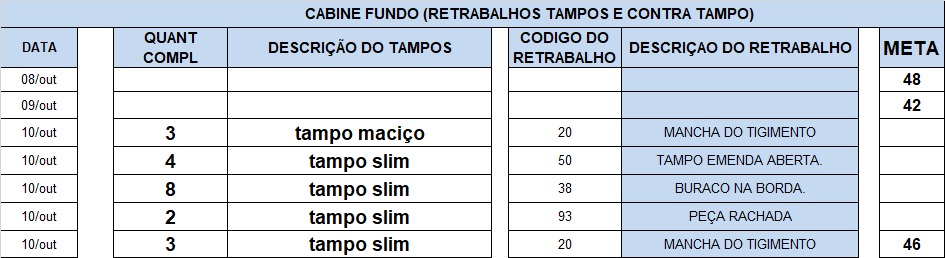 CABINE FUNDO (RETRABALHOS TAMPOS E CONTRA TAMPO)
DATA QUANT COMPL DESCRIÇÃO DO TAMPOS CODIGO DO RETRABALHO DESCRIÇAO DO RETRABALHO META
08/out 48
09/out 42
10/out 3 tampo maciço 20 MANCHA DO TIGIMENTO
10/out 4 tampo slim 50 TAMPO EMENDA ABERTA.
10/out 8 tampo slim 38 BURACO NA BORDA.
10/out 2 tampo slim 93 PEÇA RACHADA
10/out 3 tampo slim 20 MANCHA DO TIGIMENTO 46